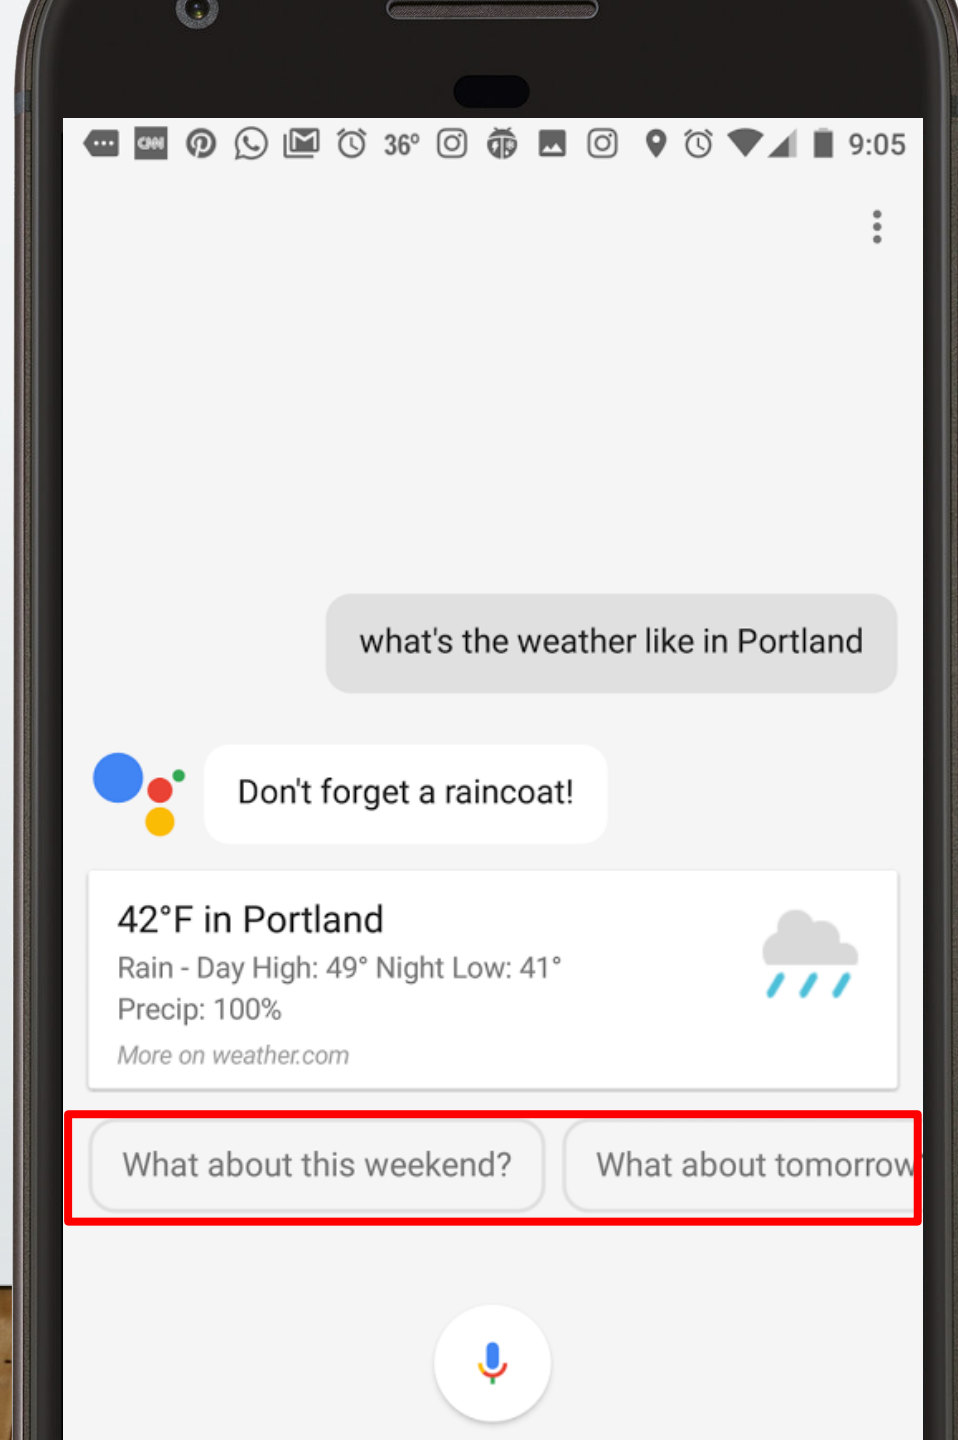 CNN
36°
9:05
what's the weather like in Portland
Don't forget a raincoat!
42°F in Portland
Rain - Day High: 49° Night Low: 41°
Precip: 100%
More on weather.com
What about this weekend?
What about tomorrow